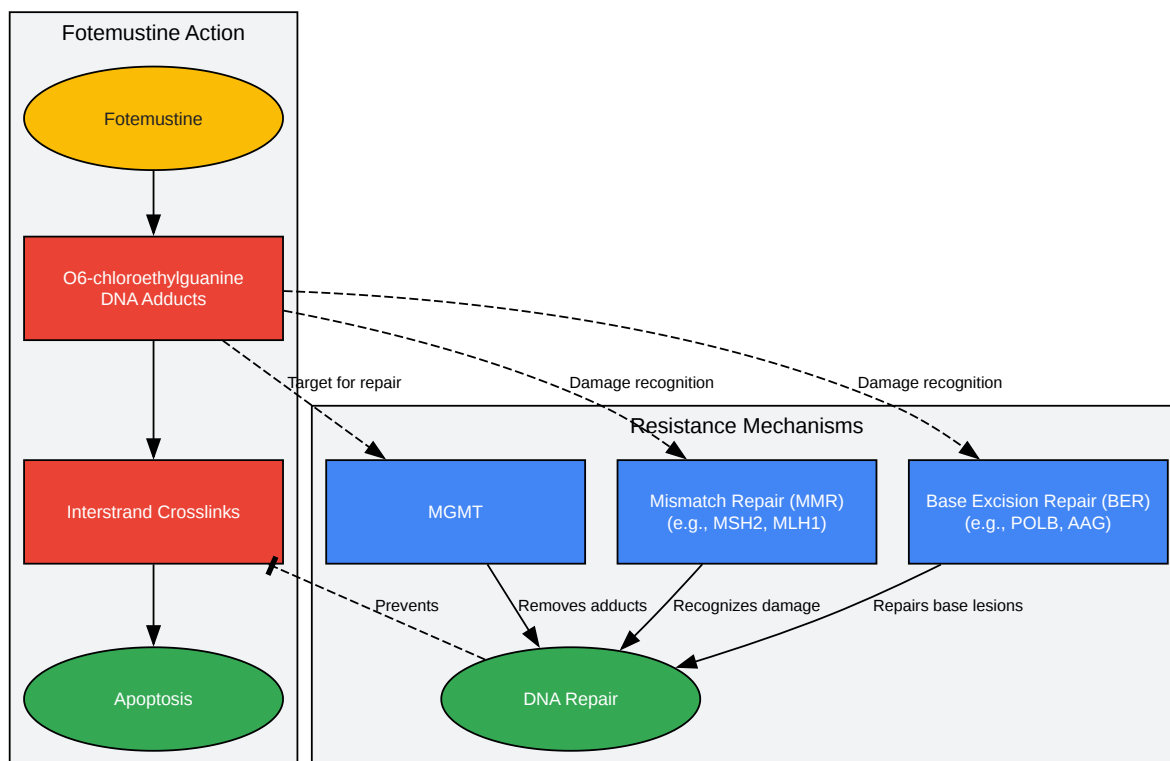 Fotemustine Action
Fotemustine
O6-chloroethylguanine
DNA Adducts
Target for repair
Damage recognition
Damage recognition
Resistance Mechanisms
Interstrand Crosslinks
MGMT
Mismatch Repair (MMR)
(e.g., MSH2, MLH1)
Base Excision Repair (BER)
(e.g., POLB, AAG)
Prevents
Removes adducts
Recognizes damage
Repairs base lesions
Apoptosis
DNA Repair